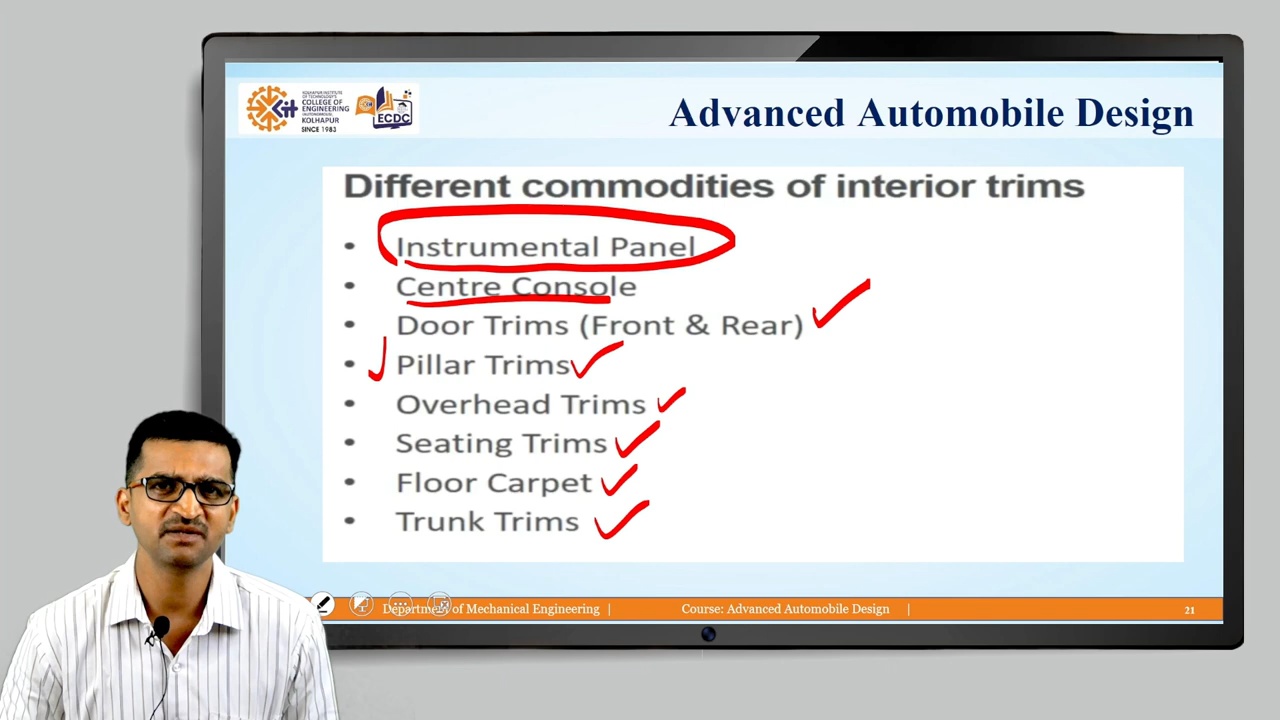 KOLHAPUR INSTITUTE
OF TECHNOLOGY'S
COLLEGE OF
ENGINEERING
(AUTONOMOUS),
KOLHAPUR
SINCE 1983
ECDC
Advanced Automobile Design
Different commodities of interior trims
• Instrumental Panel
• Centre Console
• Door Trims (Front & Rear)
• Pillar Trims
• Overhead Trims
• Seating Trims
• Floor Carpet
• Trunk Trims
Department of Mechanical Engineering |
Course: Advanced Automobile Design |
21